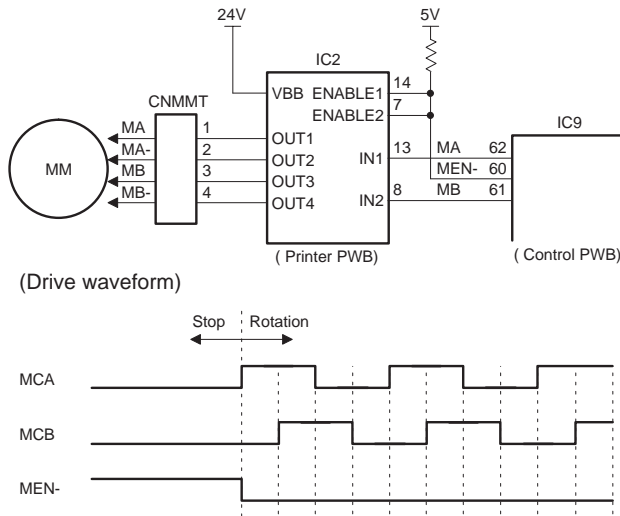 24V 5V
IC2
VBB ENABLE1 14
ENABLE2 7
CNMMT
IC9
MA 1 OUT1
MA- 2 OUT2
MB 3 OUT3
MB- 4 OUT4
MM
IN1 13 MA 62
MEN- 60
IN2 8 MB 61
( Printer PWB) ( Control PWB)
(Drive waveform)
Stop Rotation
MCA
MCB
MEN-